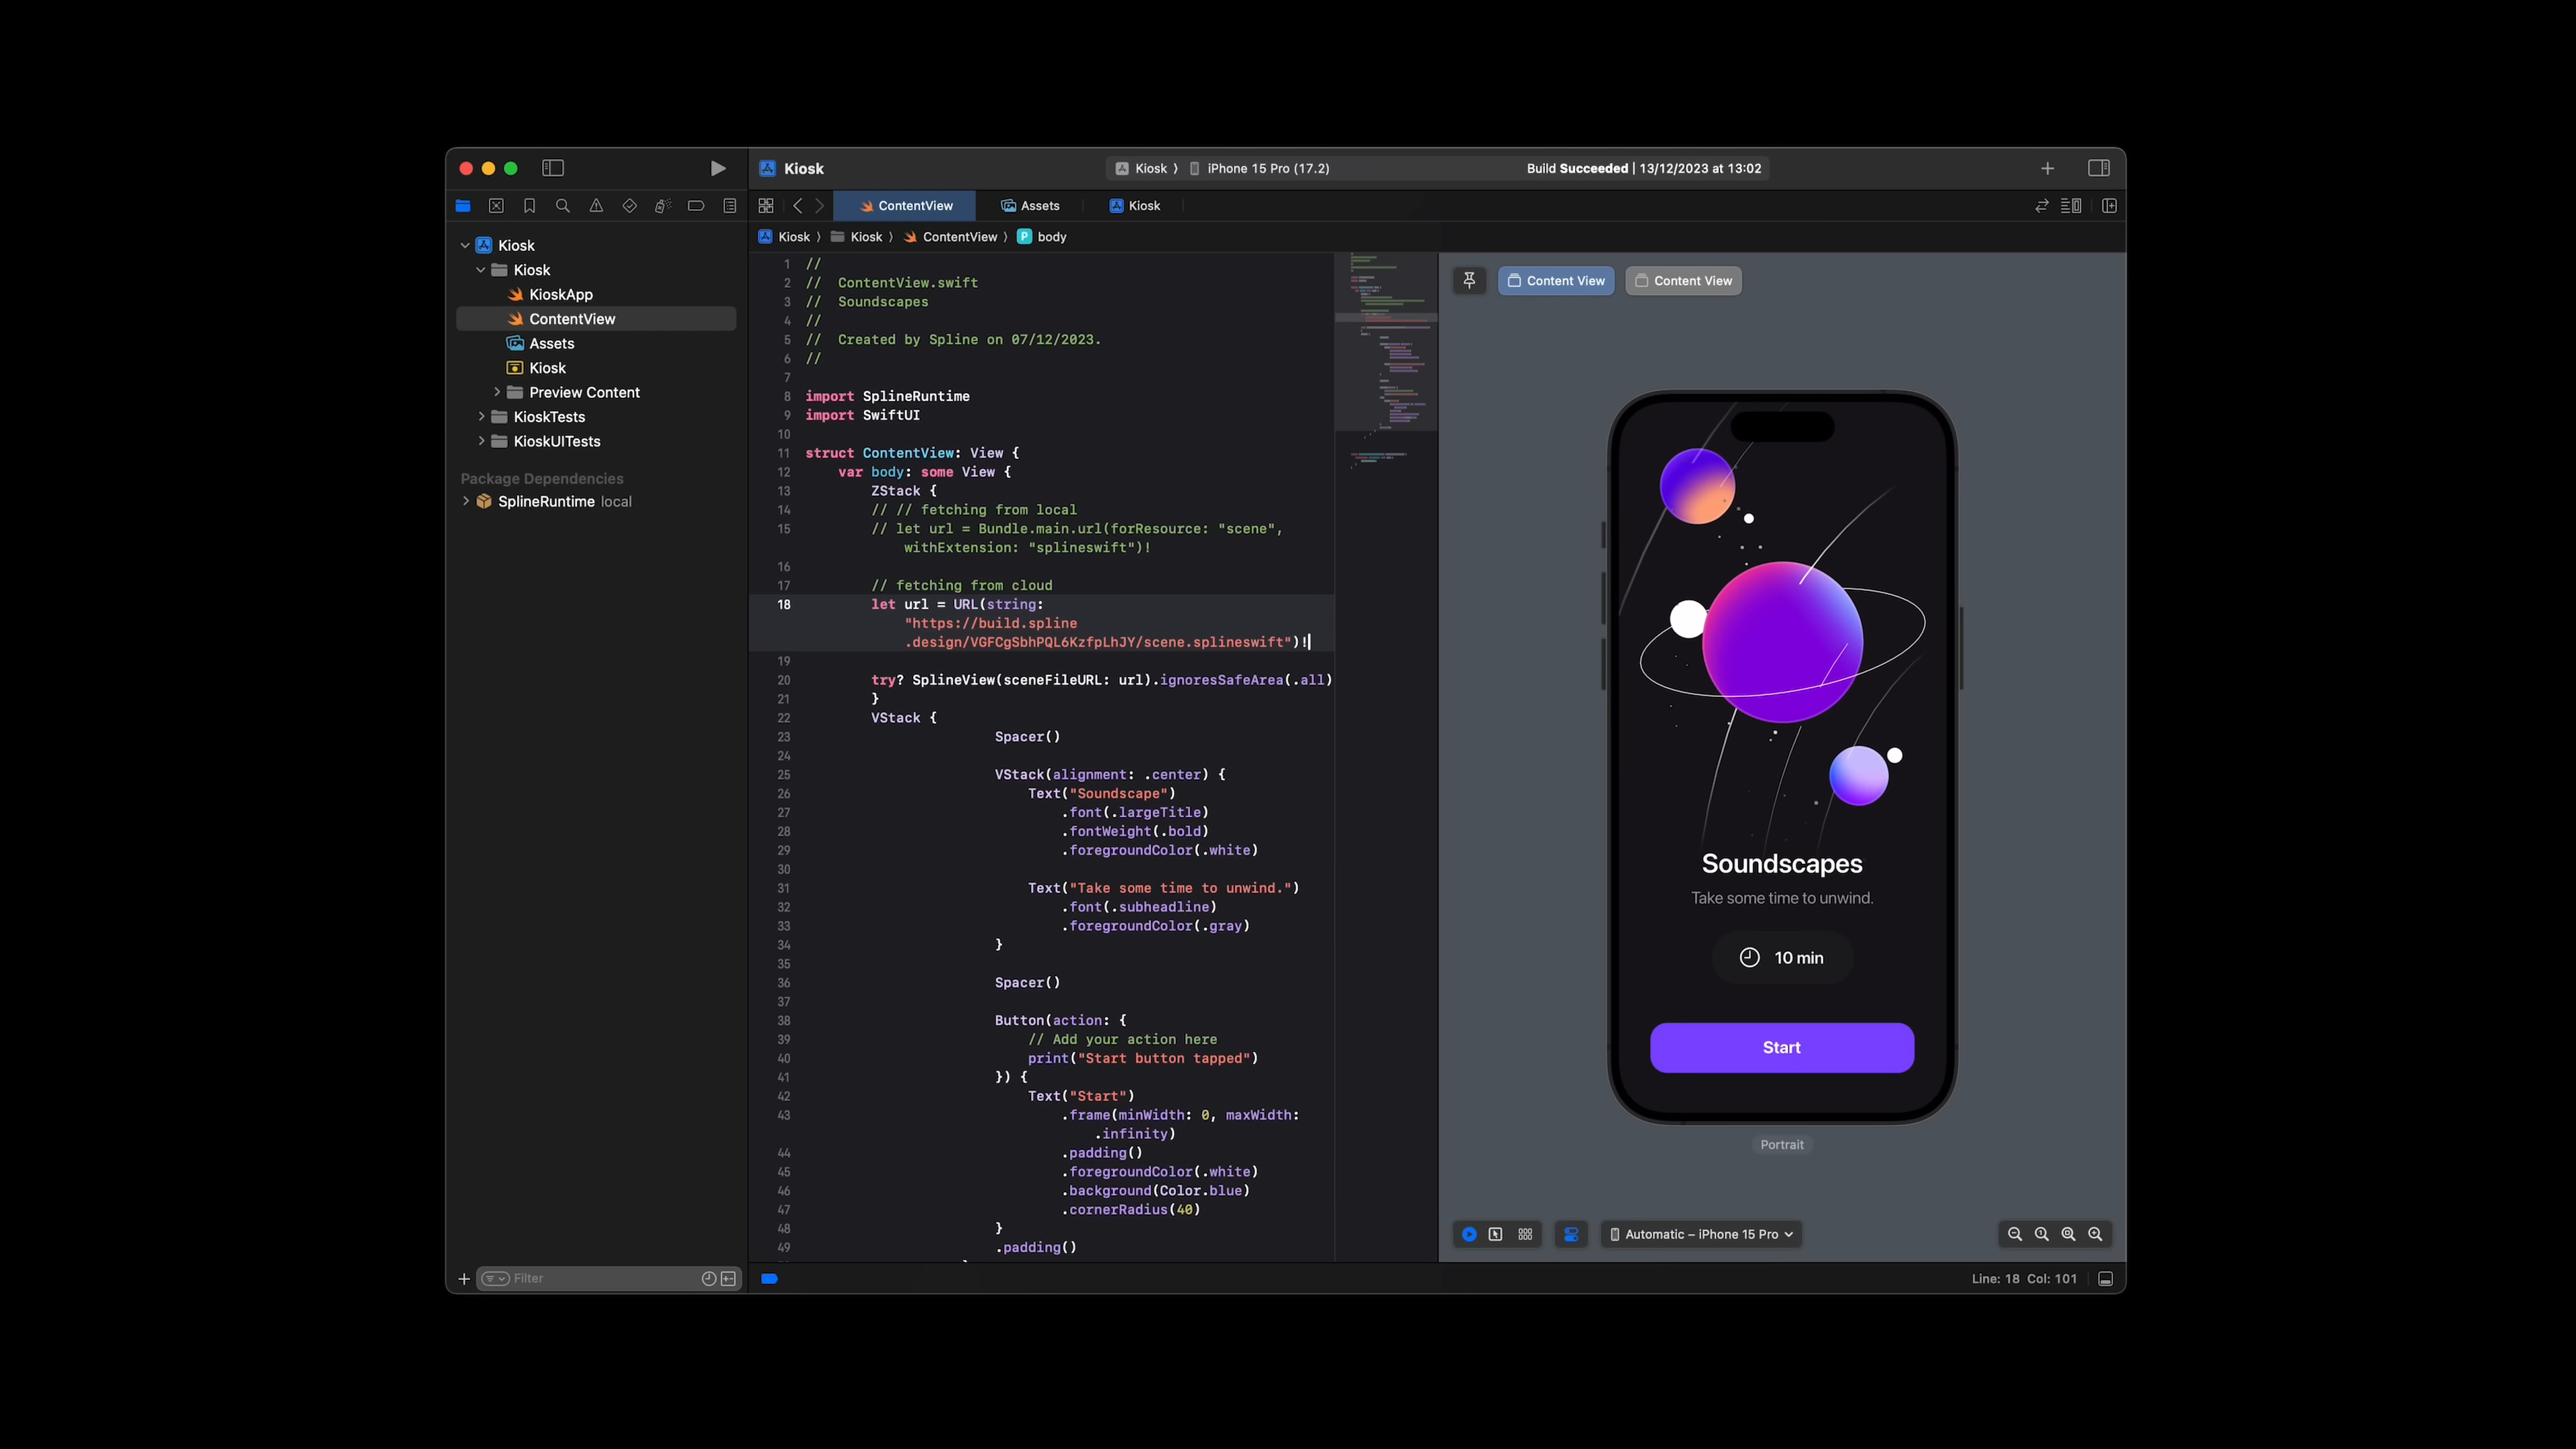 Kiosk
Kiosk 〉 iPhone 15 Pro (17.2)
Build Succeeded | 13/12/2023 at 13:02
ContentView
Assets
Kiosk
Kiosk 〉 Kiosk 〉 ContentView 〉 P body
Kiosk
Kiosk
KioskApp
ContentView
Assets
Kiosk
Preview Content
KioskTests
KioskUITests
Package Dependencies
SplineRuntime local
Filter
1 //
2 //  ContentView.swift
3 //  Soundscapes
4 //
5 //  Created by Spline on 07/12/2023.
6 //
7
8 import SplineRuntime
9 import SwiftUI
10
11 struct ContentView: View {
12     var body: some View {
13         ZStack {
14         // // fetching from local
15         // let url = Bundle.main.url(forResource: "scene",
            withExtension: "splineswift")!
16
17         // fetching from cloud
18         let url = URL(string:
            "https://build.spline
            .design/VGFCgSbhPQL6KzfpLhJY/scene.splineswift")!
19
20         try? SplineView(sceneFileURL: url).ignoresSafeArea(.all)
21         }
22         VStack {
23                        Spacer()
24
25                        VStack(alignment: .center) {
26                            Text("Soundscape")
27                                .font(.largeTitle)
28                                .fontWeight(.bold)
29                                .foregroundColor(.white)
30
31                            Text("Take some time to unwind.")
32                                .font(.subheadline)
33                                .foregroundColor(.gray)
34                        }
35
36                        Spacer()
37
38                        Button(action: {
39                            // Add your action here
40                            print("Start button tapped")
41                        }) {
42                            Text("Start")
43                                .frame(minWidth: 0, maxWidth:
                                    .infinity)
44                                .padding()
45                                .foregroundColor(.white)
46                                .background(Color.blue)
47                                .cornerRadius(40)
48                        }
49                        .padding()
Content View
Content View
Soundscapes
Take some time to unwind.
10 min
Start
Portrait
Automatic – iPhone 15 Pro
Line: 18 Col: 101